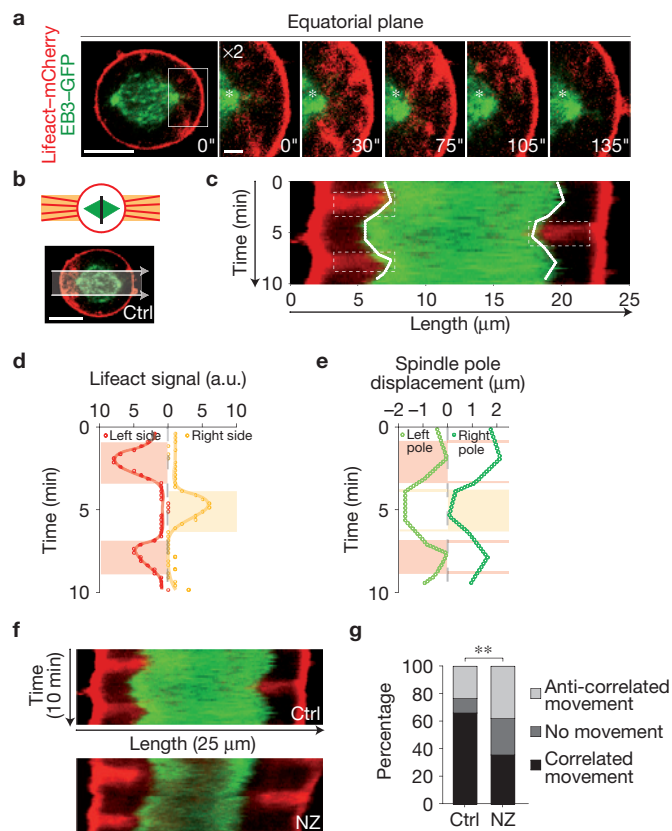 a
Equatorial plane
Lifeact–mCherry
EB3–GFP
×2
* * * * *
0" 0" 30" 75" 105" 135"
b
Ctrl
c
Time (min)
0
5
10
0 5 10 15 20 25
Length (μm)
d
Lifeact signal (a.u.)
10 5 0 5 10
Left side Right side
Time (min)
0
5
10
e
Spindle pole
displacement (μm)
−2 −1 0 1 2
Left pole
Right pole
Time (min)
0
5
10
f
Time
(10 min)
Ctrl
Length (25 μm)
NZ
g
**
Percentage
100
80
60
40
20
0
Ctrl NZ
Anti-correlated
movement
No movement
Correlated
movement